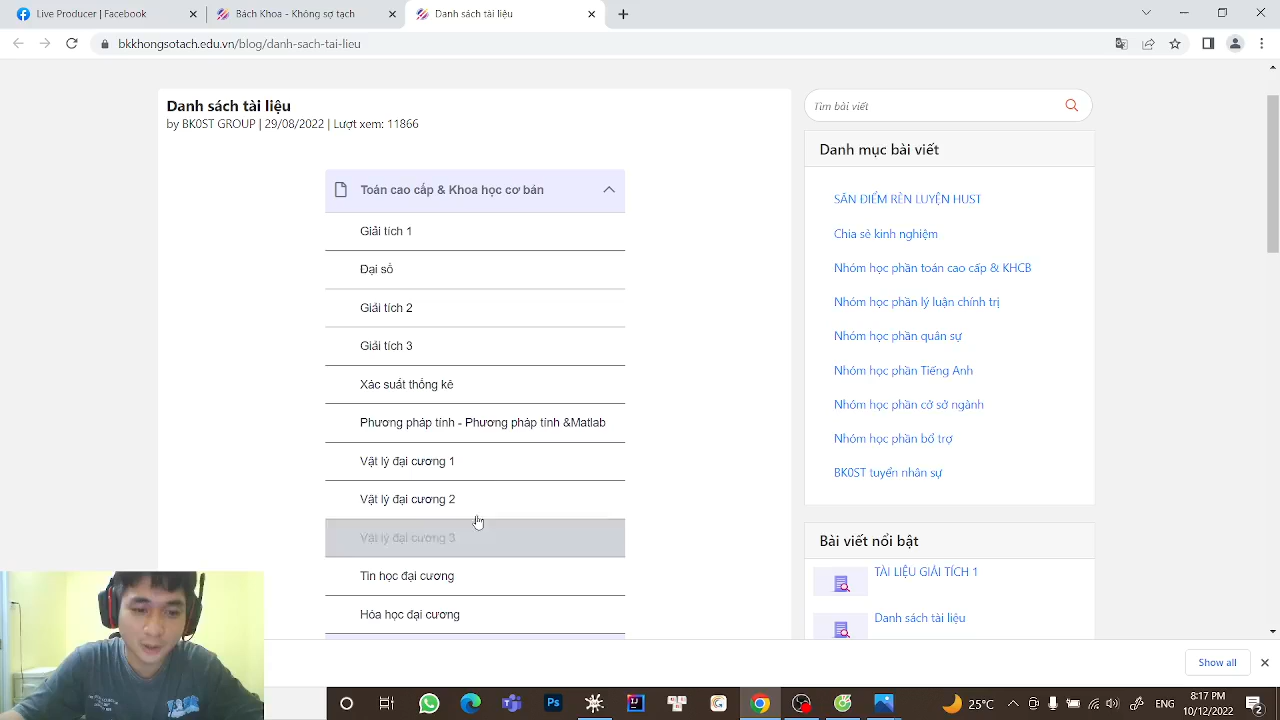 Live Producer | Facebook
Bách Khoa - Không sợ tạch
Danh sách tài liệu
bkkhongsotach.edu.vn/blog/danh-sach-tai-lieu
Danh sách tài liệu
by BK0ST GROUP | 29/08/2022 | Lượt xem: 11866
Toán cao cấp & Khoa học cơ bản
Giải tích 1
Đại số
Giải tích 2
Giải tích 3
Xác suất thống kê
Phương pháp tính - Phương pháp tính &Matlab
Vật lý đại cương 1
Vật lý đại cương 2
Vật lý đại cương 3
Tin học đại cương
Hóa học đại cương
Tìm bài viết
Danh mục bài viết
SĂN ĐIỂM RÈN LUYỆN HUST
Chia sẻ kinh nghiệm
Nhóm học phần toán cao cấp & KHCB
Nhóm học phần lý luận chính trị
Nhóm học phần quân sự
Nhóm học phần Tiếng Anh
Nhóm học phần cở sở ngành
Nhóm học phần bổ trợ
BK0ST tuyển nhân sự
Bài viết nổi bật
TÀI LIỆU GIẢI TÍCH 1
Danh sách tài liệu
Show all
Ps
25°C
ENG
8:17 PM
10/12/2022
2